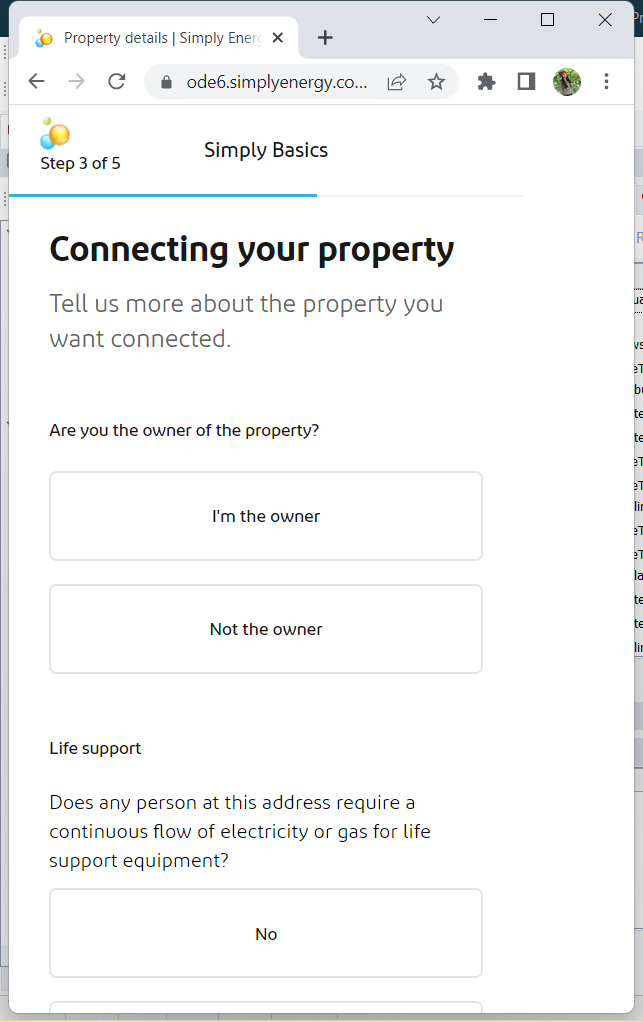 Property details | Simply Ener
ode6.simplyenergy.co...
Step 3 of 5
Simply Basics
Connecting your property
Tell us more about the property you
want connected.
Are you the owner of the property?
I'm the owner
Not the owner
Life support
Does any person at this address require a
continuous flow of electricity or gas for life
support equipment?
No